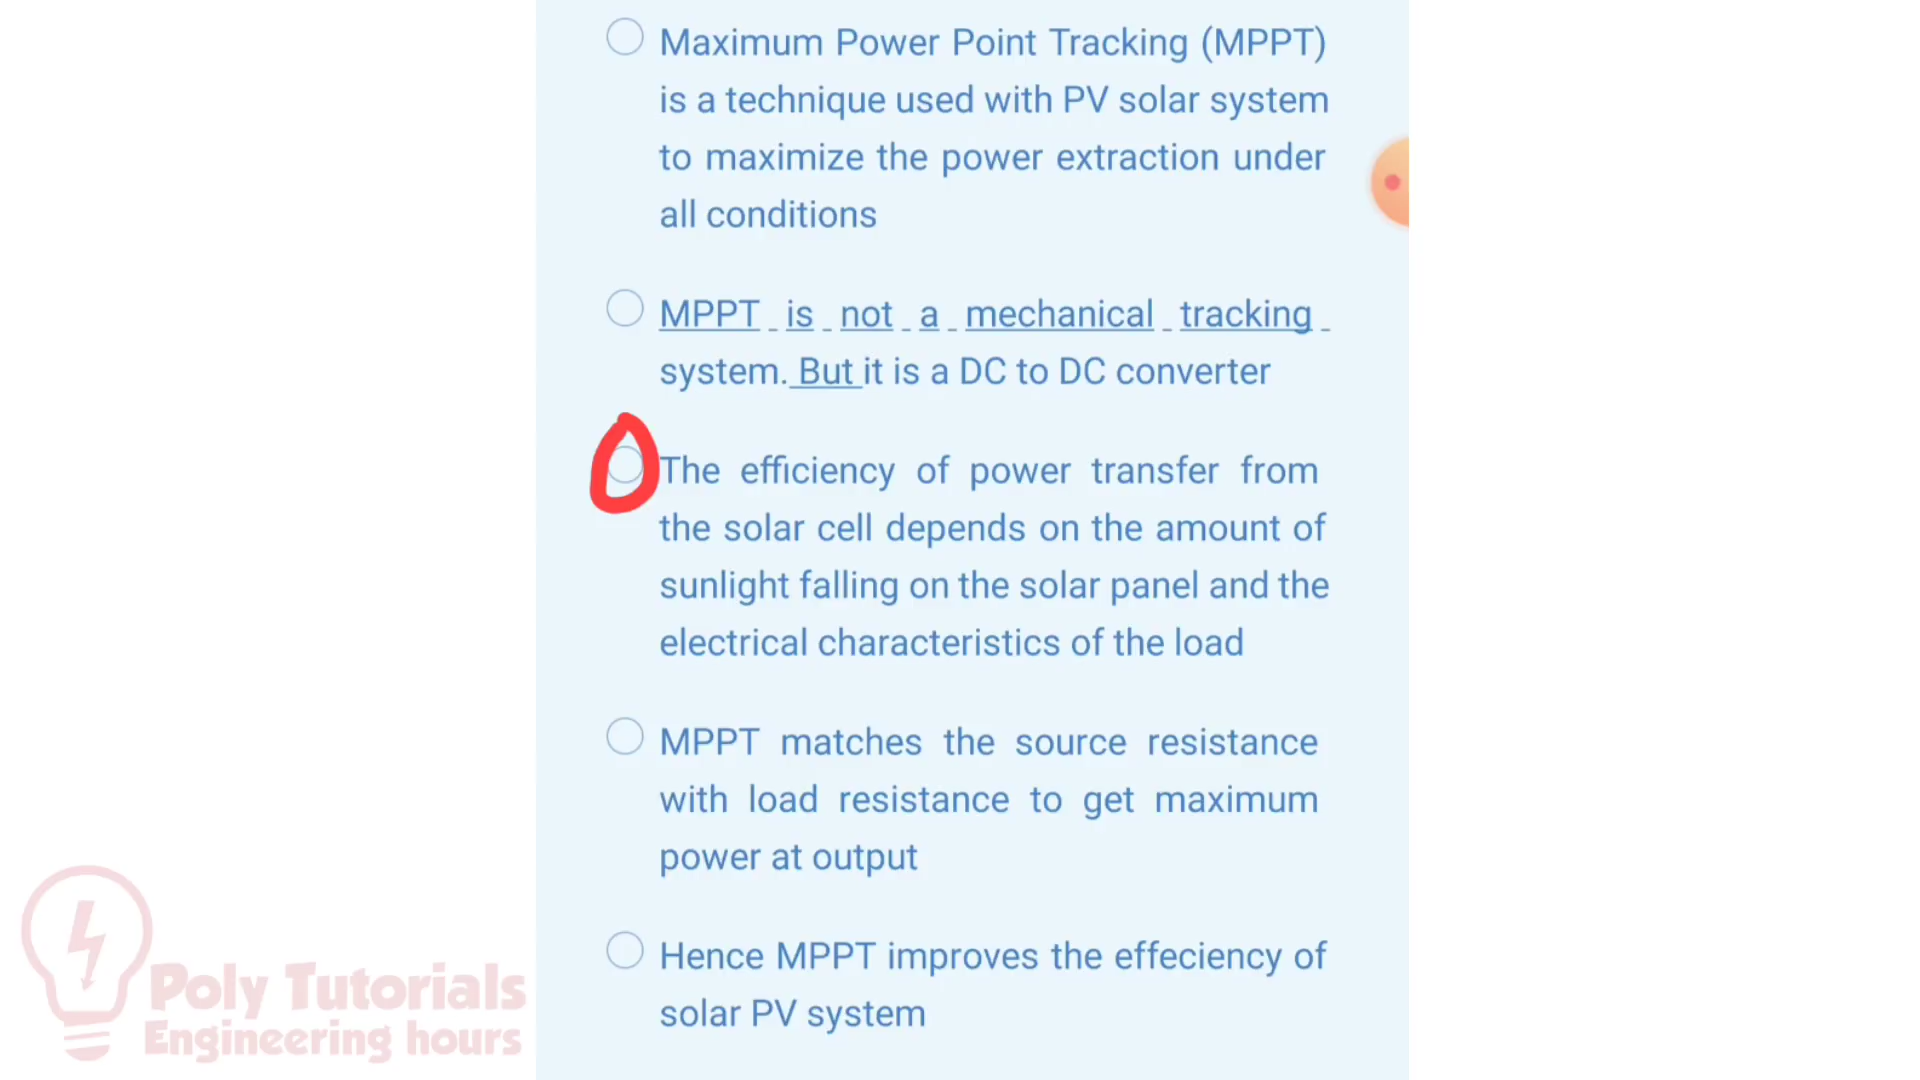 Maximum Power Point Tracking (MPPT)
is a technique used with PV solar system
to maximize the power extraction under
all conditions
MPPT is not a mechanical tracking
system. But it is a DC to DC converter
The efficiency of power transfer from
the solar cell depends on the amount of
sunlight falling on the solar panel and the
electrical characteristics of the load
MPPT matches the source resistance
with load resistance to get maximum
power at output
Hence MPPT improves the effeciency of
solar PV system
Poly Tutorials
Engineering hours